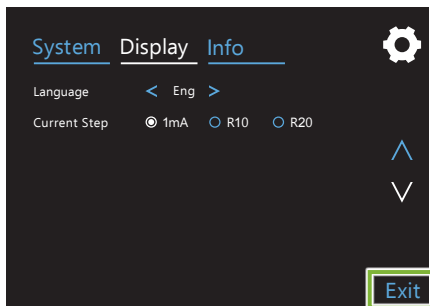 System Display Info
Language < Eng >
Current Step 1mA R10 R20
Exit